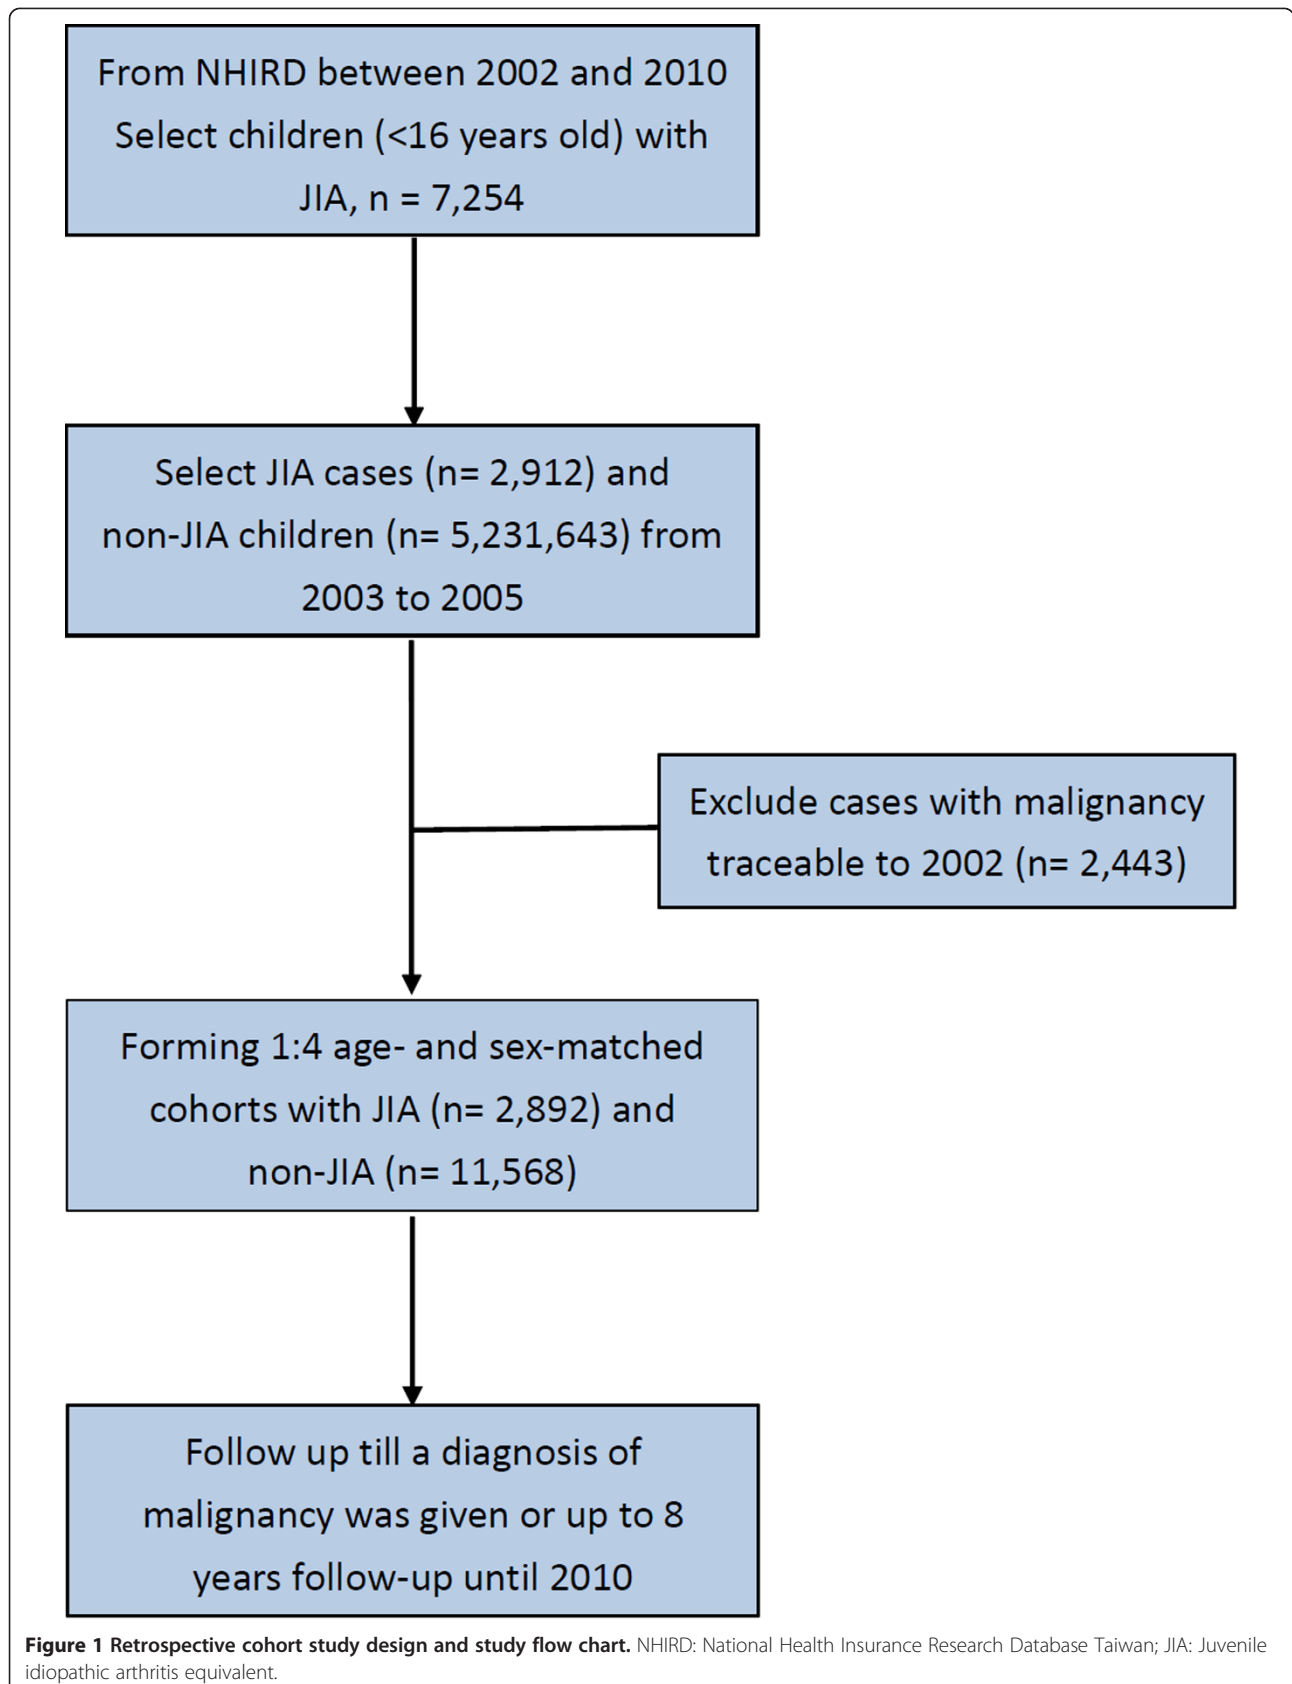 From NHIRD between 2002 and 2010
Select children (<16 years old) with
JIA, n = 7,254
Select JIA cases (n= 2,912) and
non-JIA children (n= 5,231,643) from
2003 to 2005
Exclude cases with malignancy
traceable to 2002 (n= 2,443)
Forming 1:4 age- and sex-matched
cohorts with JIA (n= 2,892) and
non-JIA (n= 11,568)
Follow up till a diagnosis of
malignancy was given or up to 8
years follow-up until 2010
Figure 1 Retrospective cohort study design and study flow chart. NHIRD: National Health Insurance Research Database Taiwan; JIA: Juvenile
idiopathic arthritis equivalent.